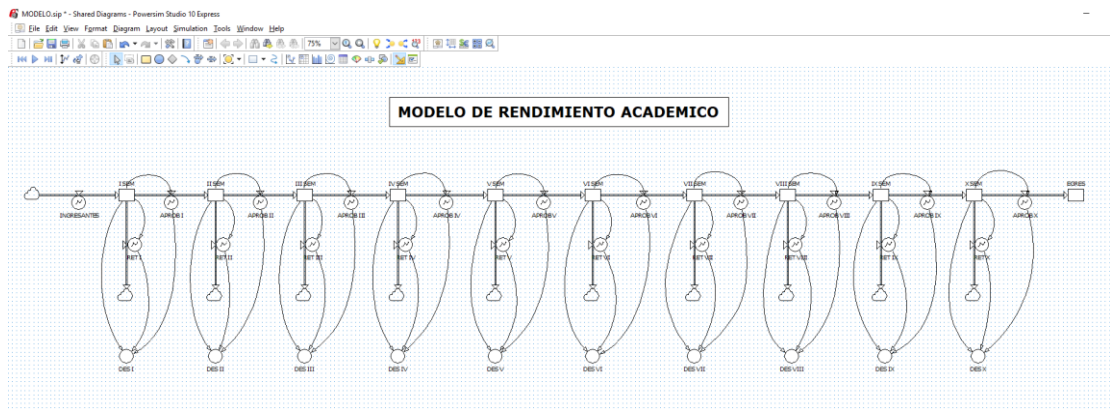 MODELO.sip * - Shared Diagrams - Powersim Studio 10 Express
File Edit View Format Diagram Layout Simulation Tools Window Help
75%
MODELO DE RENDIMIENTO ACADEMICO
I SEM II SEM III SEM IV SEM V SEM VI SEM VII SEM VIII SEM IX SEM X SEM EGRES
INGRESANTES APROB I APROB II APROB III APROB IV APROB V APROB VI APROB VII APROB VIII APROB IX APROB X
RET I RET II RET III RET IV RET V RET VI RET VII RET VIII RET IX RET X
DES I DES II DES III DES IV DES V DES VI DES VII DES VIII DES IX DES X